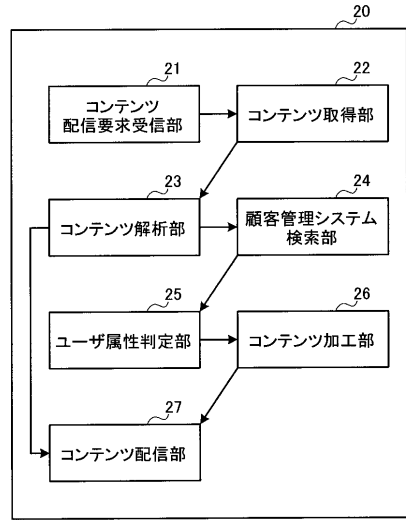 20
21
コンテンツ
配信要求受信部
22
コンテンツ取得部
23
コンテンツ解析部
24
顧客管理システム
検索部
25
ユーザ属性判定部
26
コンテンツ加工部
27
コンテンツ配信部